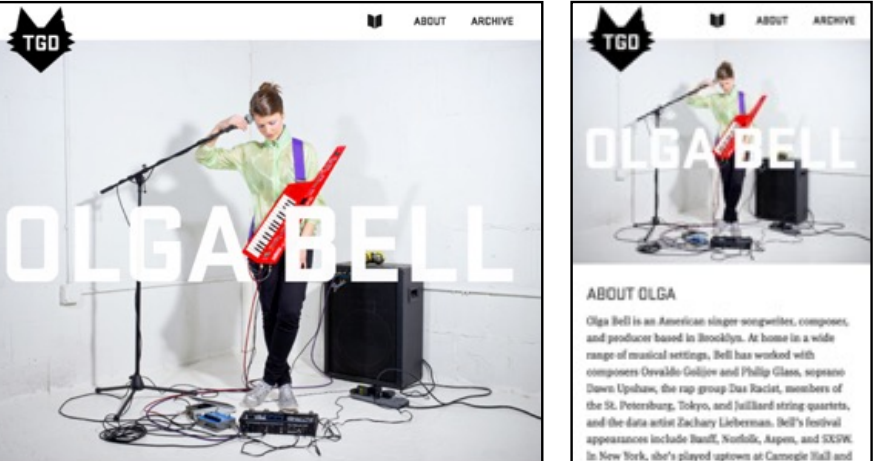 TGD
ABOUT ARCHIVE
OLGA BELL
TGD
ABOUT ARCHIVE
OLGA BELL
ABOUT OLGA
Olga Bell is an American singer-songwriter, composer,
and producer based in Brooklyn. At home in a wide
range of musical settings, Bell has worked with
composers Osvaldo Golijov and Philip Glass, soprano
Dawn Upshaw, the rap group Das Racist, members of
the St. Petersburg, Tokyo, and Juilliard string quartets,
and the data artist Zachary Lieberman. Bell's festival
appearances include Banff, Norfolk, Aspen, and SXSW.
In New York, she's played uptown at Carnegie Hall and